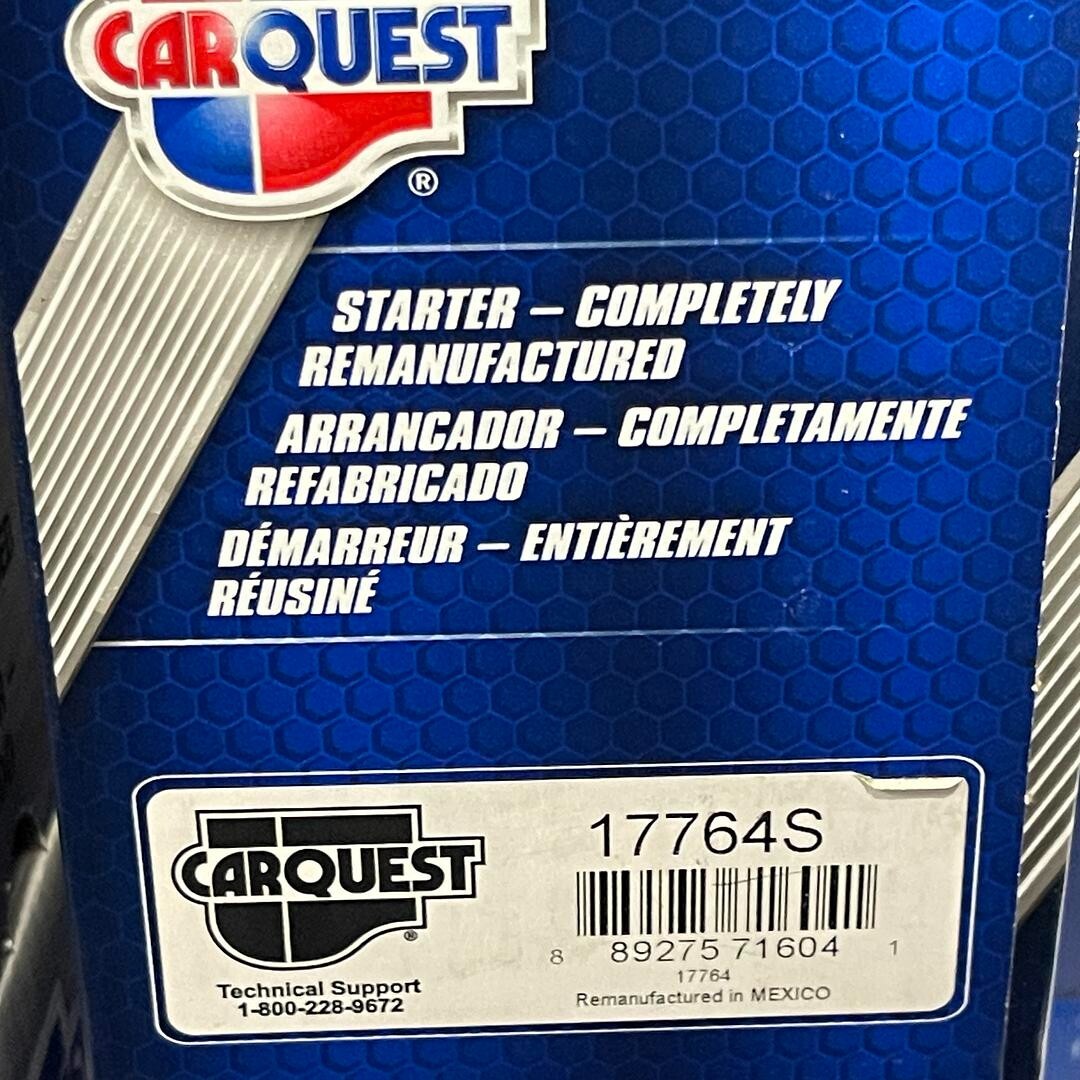 CARQUEST
®
STARTER – COMPLETELY
REMANUFACTURED
ARRANCADOR – COMPLETAMENTE
REFABRICADO
DÉMARREUR – ENTIÈREMENT
RÉUSINÉ
CARQUEST
®
Technical Support
1-800-228-9672
17764S
8 89275 71604 1
17764
Remanufactured in MEXICO